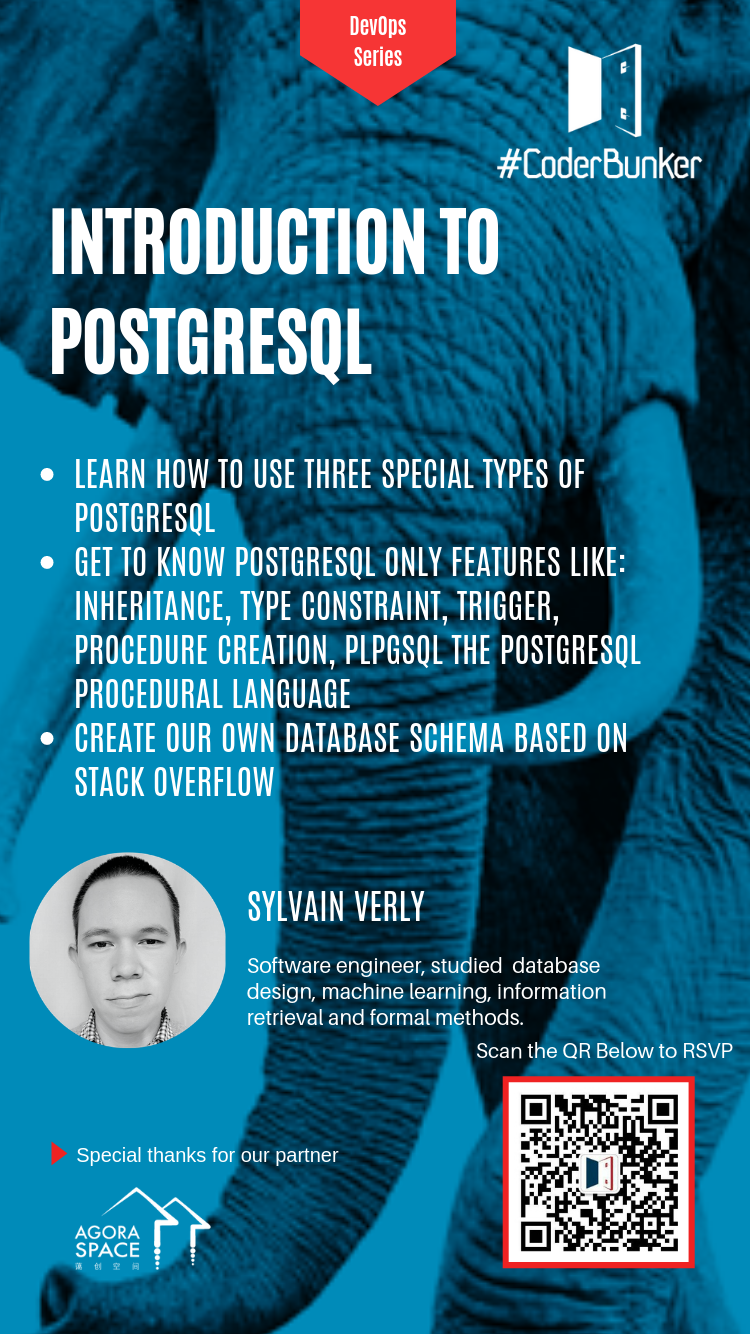 DevOps
Series
#CoderBunker
INTRODUCTION TO
POSTGRESQL
LEARN HOW TO USE THREE SPECIAL TYPES OF
POSTGRESQL
GET TO KNOW POSTGRESQL ONLY FEATURES LIKE:
INHERITANCE, TYPE CONSTRAINT, TRIGGER,
PROCEDURE CREATION, PLPGSQL THE POSTGRESQL
PROCEDURAL LANGUAGE
CREATE OUR OWN DATABASE SCHEMA BASED ON
STACK OVERFLOW
SYLVAIN VERLY
Software engineer, studied database
design, machine learning, information
retrieval and formal methods.
Scan the QR Below to RSVP
Special thanks for our partner
AGORA
SPACE
创 空 间